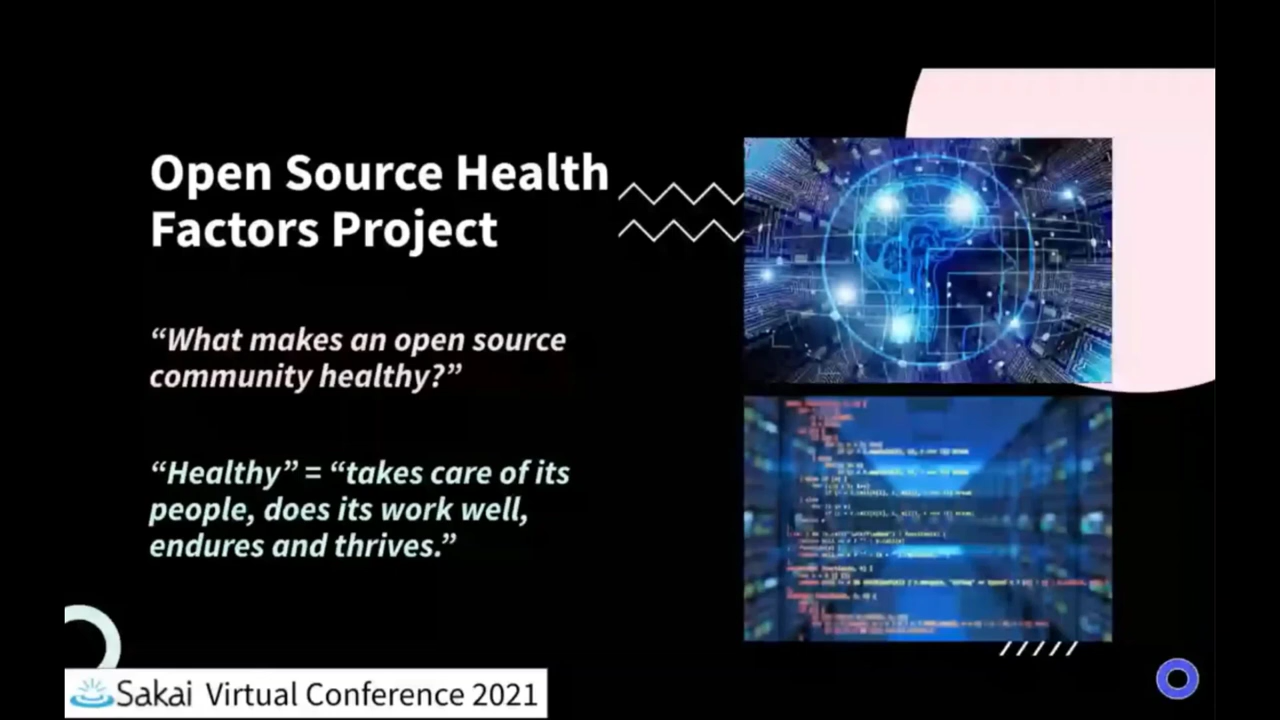 Open Source Health
Factors Project
“What makes an open source
community healthy?”
“Healthy” = “takes care of its
people, does its work well,
endures and thrives.”
Sakai Virtual Conference 2021